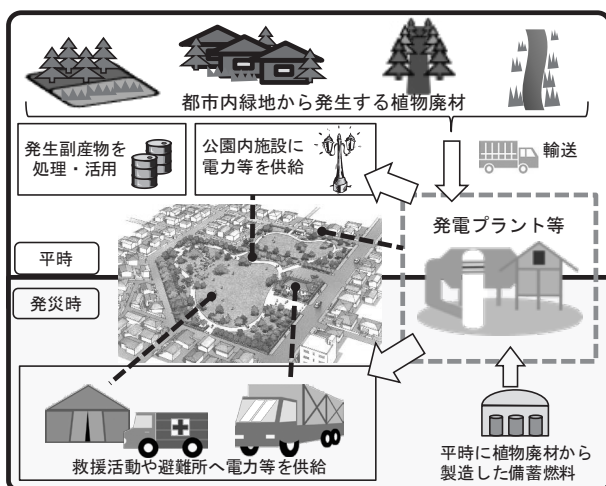 都市内緑地から発生する植物廃材
発生副産物を
処理・活用
公園内施設に
電力等を供給
輸送
発電プラント等
平時
発災時
救援活動や避難所へ電力等を供給
平時に植物廃材から
製造した備蓄燃料